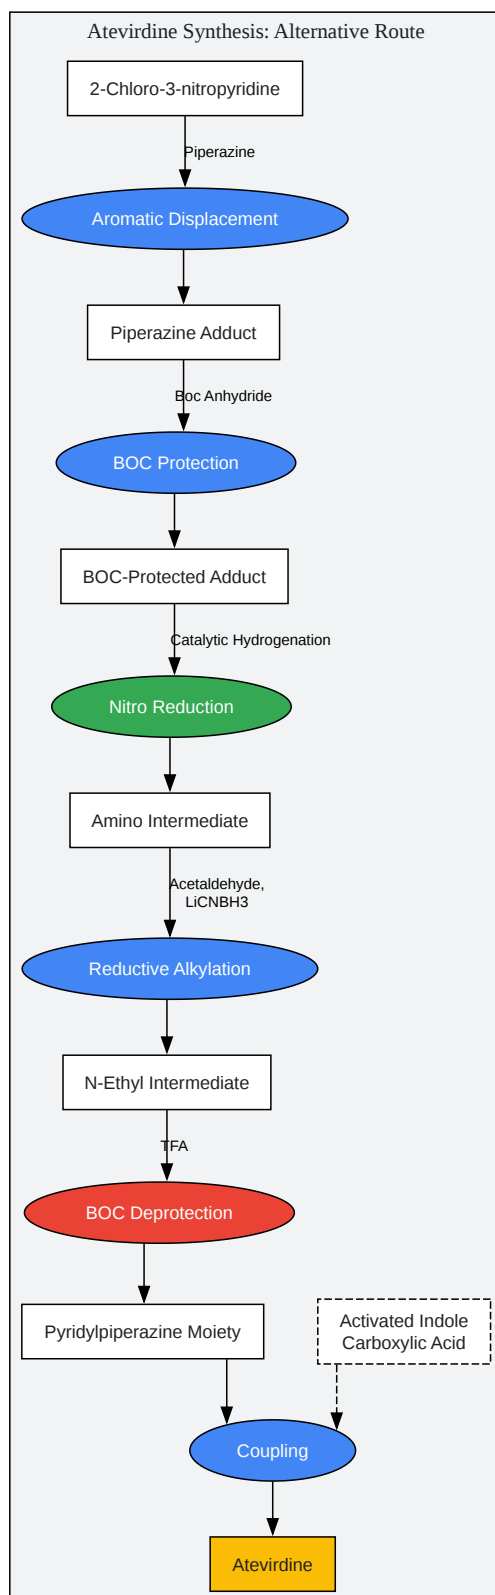 Atevirdine Synthesis: Alternative Route
2-Chloro-3-nitropyridine
Piperazine
Aromatic Displacement
Piperazine Adduct
Boc Anhydride
BOC Protection
BOC-Protected Adduct
Catalytic Hydrogenation
Nitro Reduction
Amino Intermediate
Acetaldehyde,
LiCNBH3
Reductive Alkylation
N-Ethyl Intermediate
TFA
BOC Deprotection
Pyridylpiperazine Moiety
Activated Indole
Carboxylic Acid
Coupling
Atevirdine